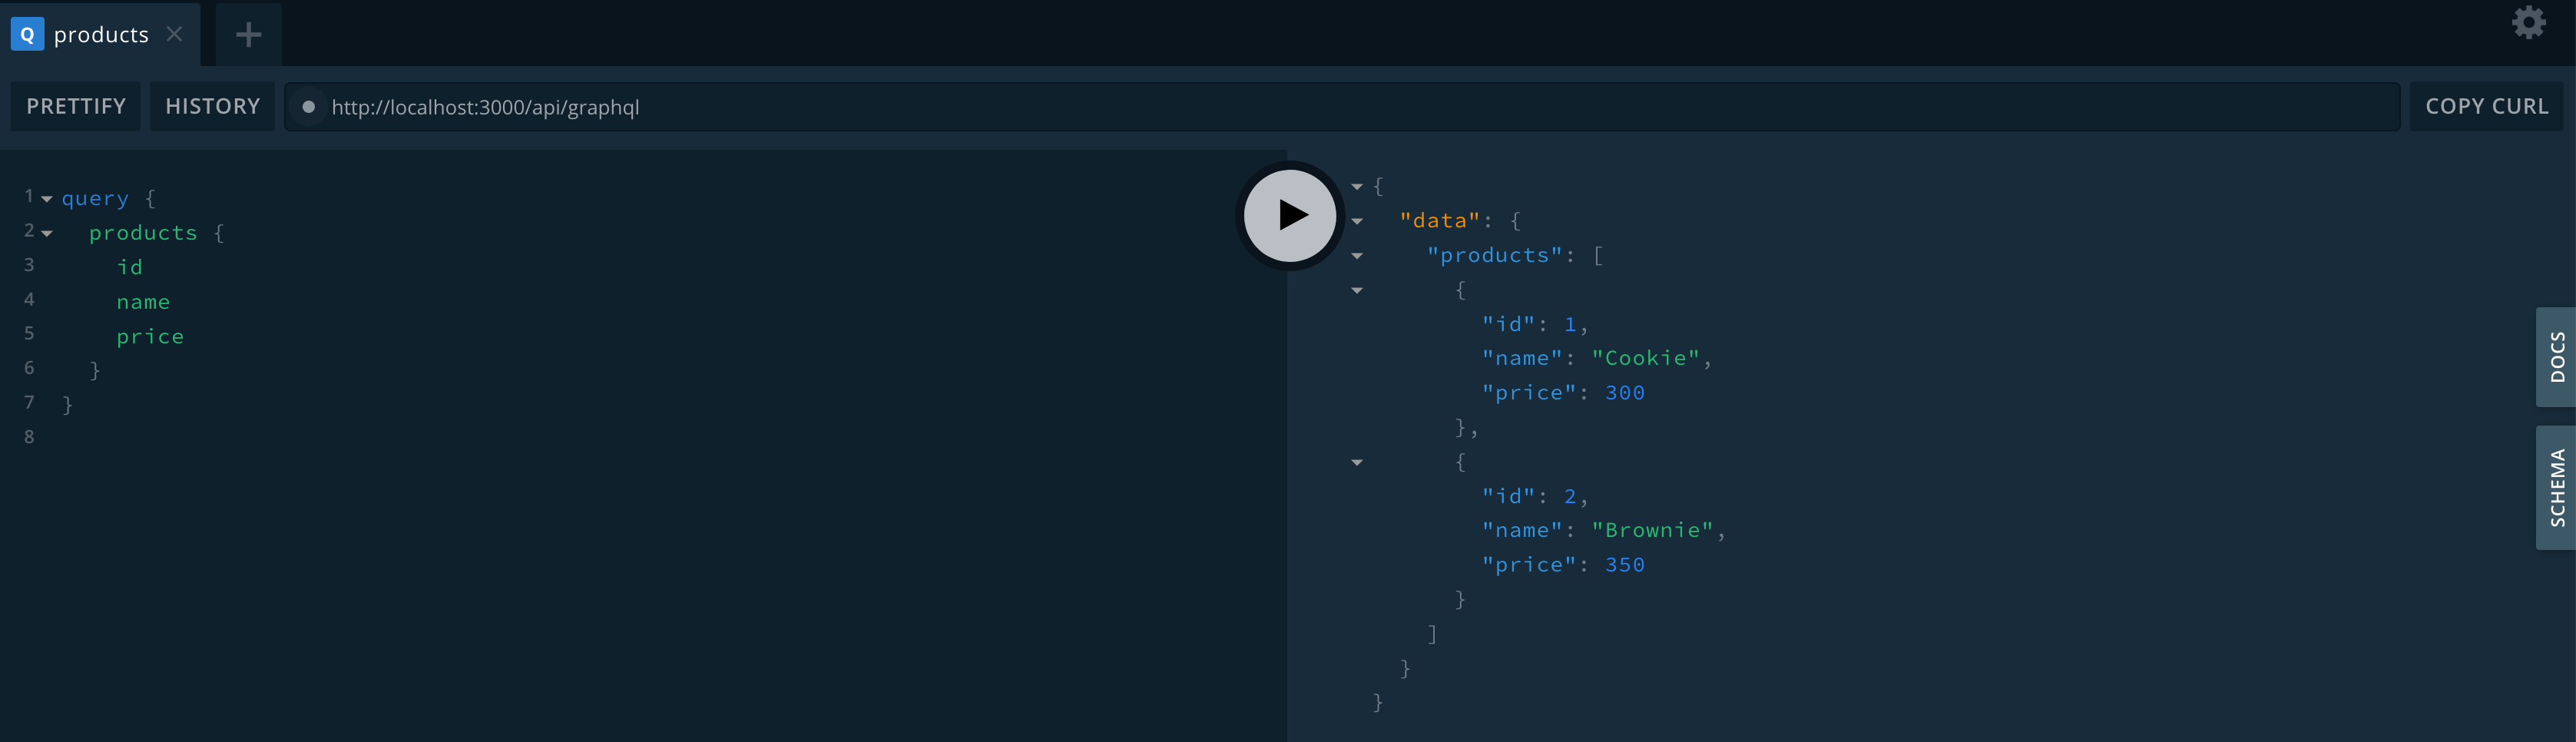 Q products
PRETTIFY HISTORY http://localhost:3000/api/graphql COPY CURL
1 query {
2 products {
3 id
4 name
5 price
6 }
7 }
8
{
"data": {
"products": [
{
"id": 1,
"name": "Cookie",
"price": 300
},
{
"id": 2,
"name": "Brownie",
"price": 350
}
]
}
}
DOCS
SCHEMA